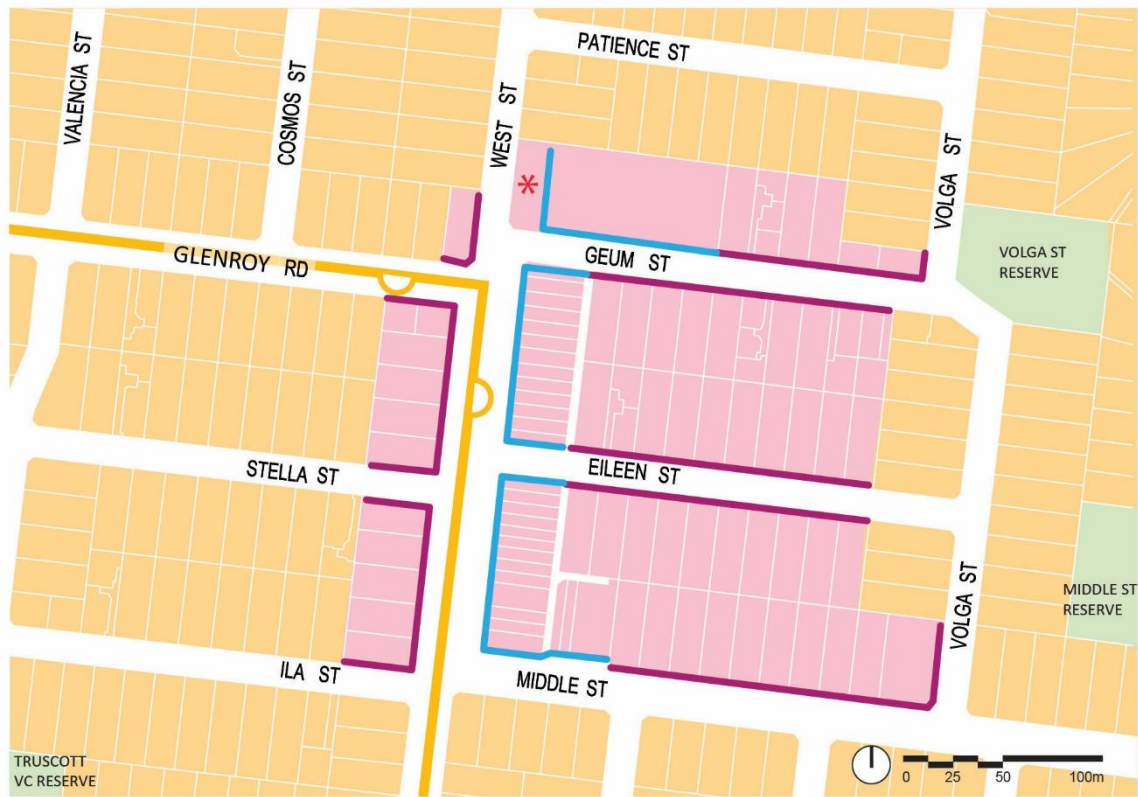 PATIENCE ST
VALENCIA ST
COSMOS ST
WEST ST
VOLGA ST
*
GLENROY RD
GEUM ST
VOLGA ST
RESERVE
STELLA ST
EILEEN ST
MIDDLE ST
RESERVE
VOLGA ST
ILA ST
MIDDLE ST
TRUSCOTT
VC RESERVE
0 25 50 100m